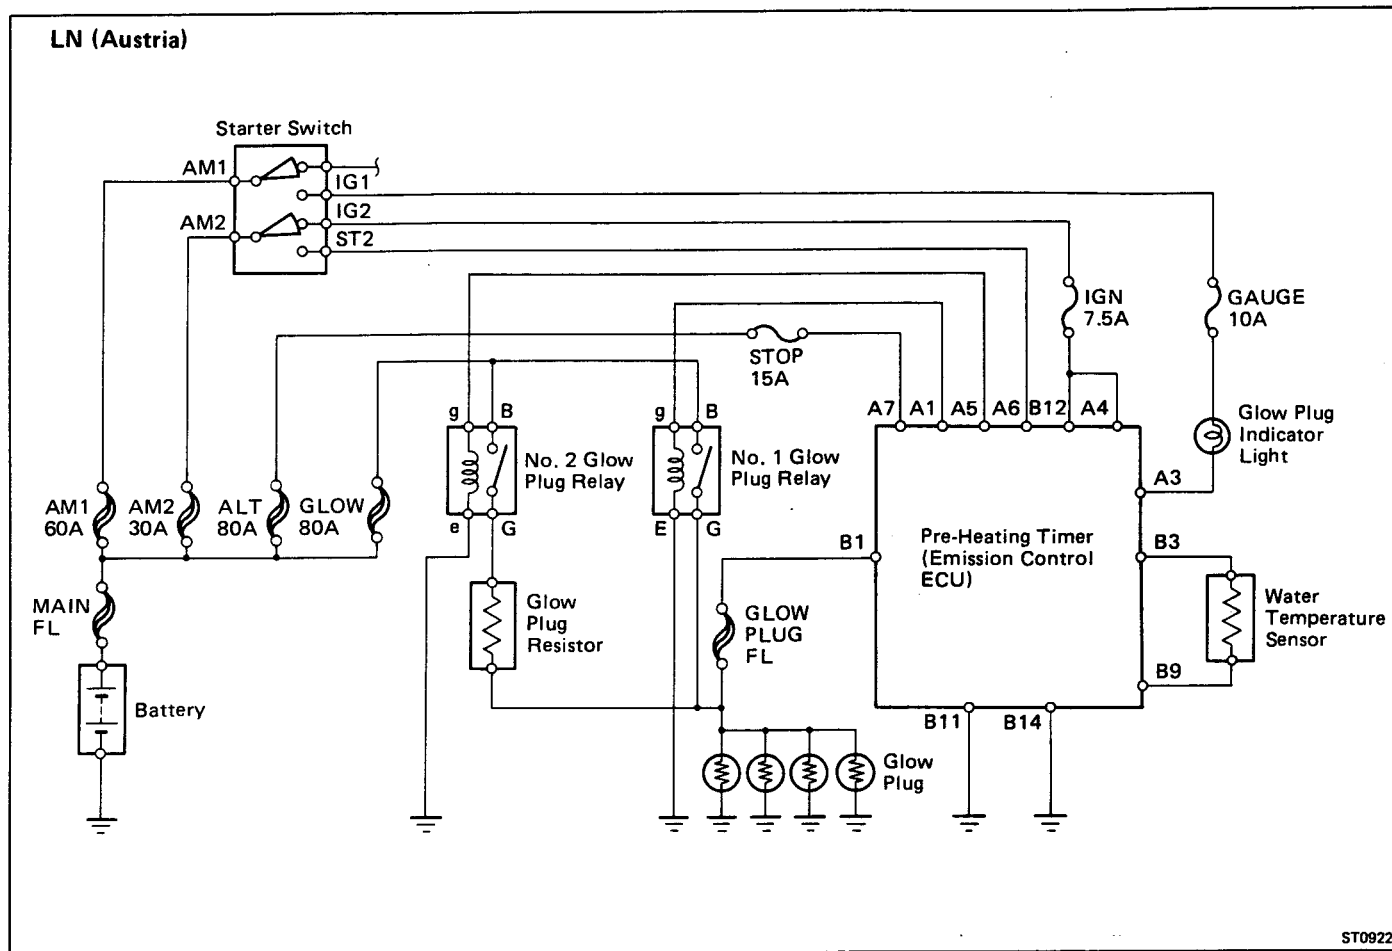 LN (Austria)
Starter Switch
AM1
IG1
AM2
IG2
ST2
IGN
7.5A
GAUGE
10A
STOP
15A
A7
A1
A5
A6
B12
A4
Glow Plug
Indicator
Light
g
B
g
B
No. 2 Glow
Plug Relay
No. 1 Glow
Plug Relay
A3
AM1
60A
AM2
30A
ALT
80A
GLOW
80A
e
G
E
G
B1
Pre-Heating Timer
(Emission Control
ECU)
B3
MAIN
FL
Glow
Plug
Resistor
GLOW
PLUG
FL
Water
Temperature
Sensor
B9
Battery
B11
B14
Glow
Plug
ST0922